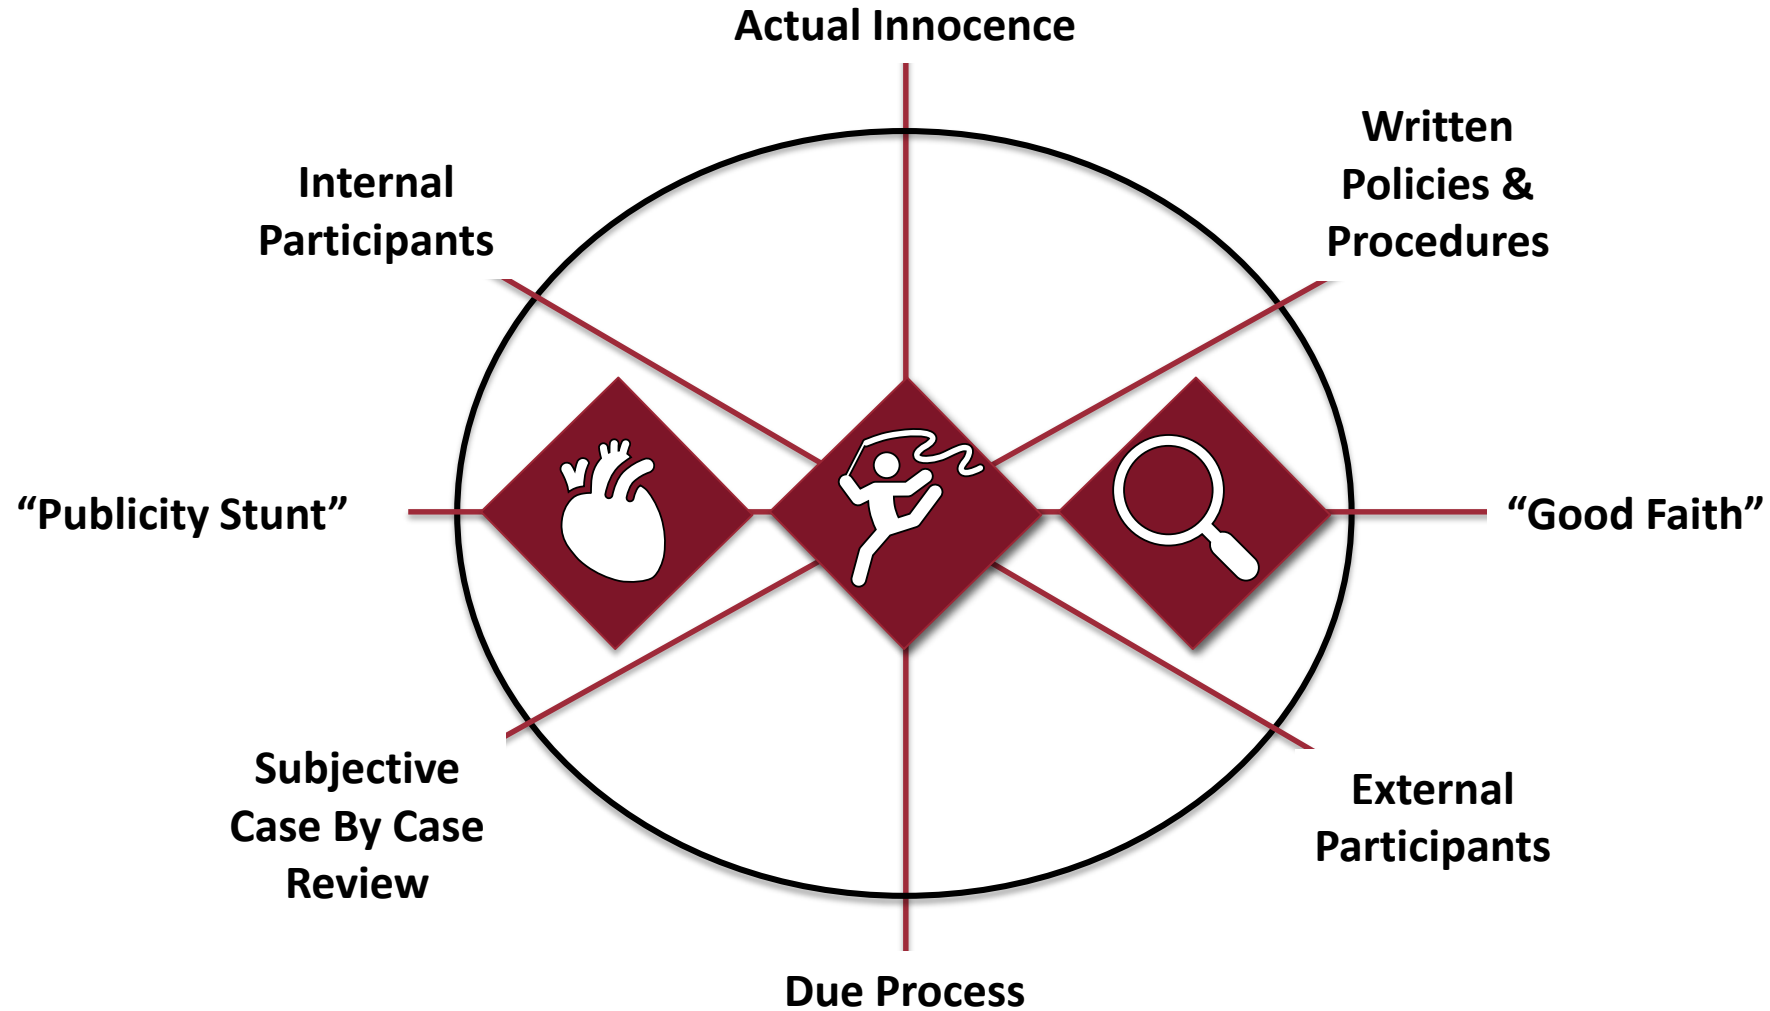 Actual Innocence
Written
Policies &
Procedures
Internal
Participants
“Publicity Stunt”
“Good Faith”
Subjective
Case By Case
Review
External
Participants
Due Process